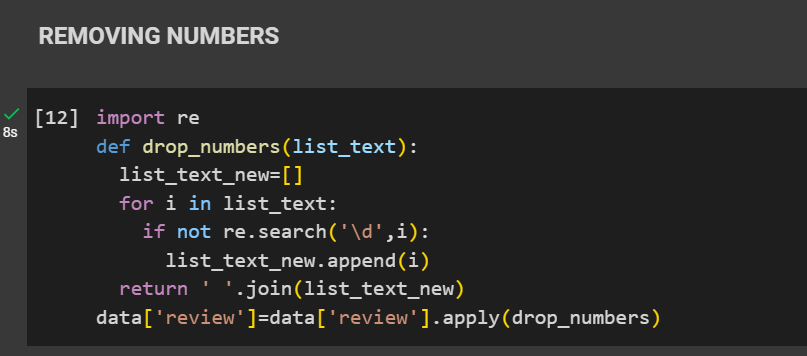 REMOVING NUMBERS
[12] import re
8s
def drop_numbers(list_text):
list_text_new=[]
for i in list_text:
if not re.search('\d',i):
list_text_new.append(i)
return ' '.join(list_text_new)
data['review']=data['review'].apply(drop_numbers)